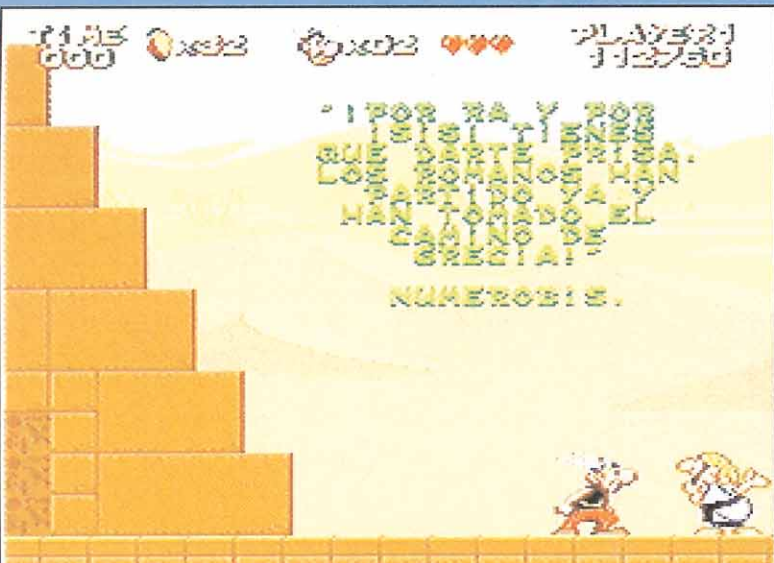 TIME x32 x02 PLAYER1
000 112750
"¡POR RA Y POR
ISIS! TIENES
QUE DARTE PRISA.
LOS ROMANOS HAN
PARTIDO YA Y
HAN TOMADO EL
CAMINO DE
GRECIA!"
NUMEROBIS.